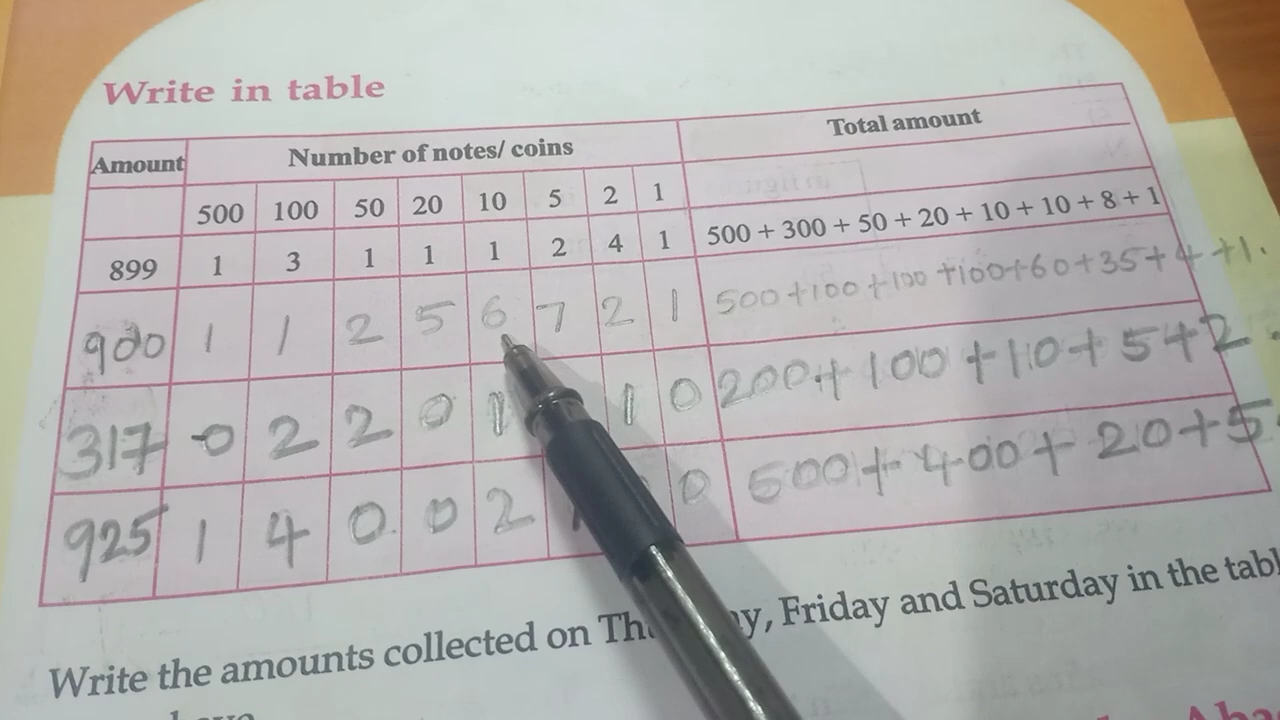 Write in table
Amount Number of notes/ coins Total amount
500 100 50 20 10 5 2 1
899 1 3 1 1 1 2 4 1 500 + 300 + 50 + 20 + 10 + 10 + 8 + 1
900 1 1 2 5 6 7 2 1 500+100+100+100+60+35+4+1.
317 0 2 2 0 1 1 0 200+100+10+5+2.
925 1 4 0 0 2 0 500+400+20+5
Write the amounts collected on Friday and Saturday in the